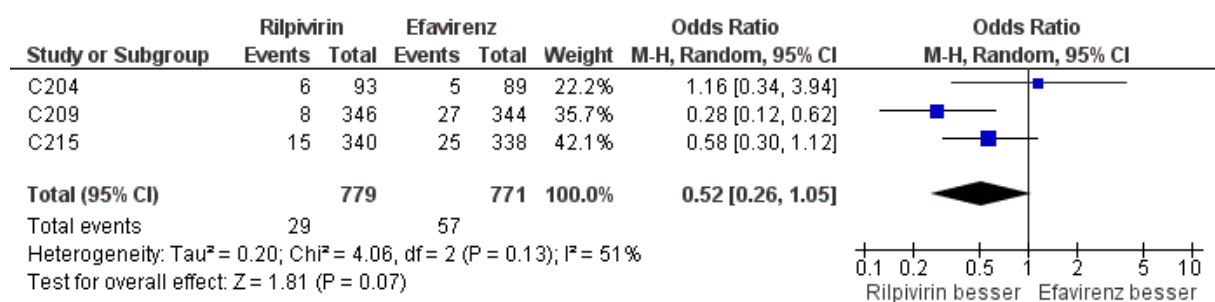 Rilpivirin Efavirenz Odds Ratio Odds Ratio
Study or Subgroup Events Total Events Total Weight M-H, Random, 95% CI M-H, Random, 95% CI
C204 6 93 5 89 22.2% 1.16 [0.34, 3.94]
C209 8 346 27 344 35.7% 0.28 [0.12, 0.62]
C215 15 340 25 338 42.1% 0.58 [0.30, 1.12]
Total (95% CI) 779 771 100.0% 0.52 [0.26, 1.05]
Total events 29 57
Heterogeneity: Tau² = 0.20; Chi² = 4.06, df = 2 (P = 0.13); I² = 51%
Test for overall effect: Z = 1.81 (P = 0.07)
0.1 0.2 0.5 1 2 5 10
Rilpivirin besser Efavirenz besser